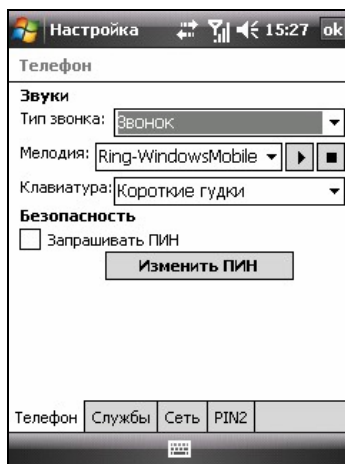 Настройка 15:27 ok
Телефон
Звуки
Тип звонка: Звонок
Мелодия: Ring-WindowsMobile
Клавиатура: Короткие гудки
Безопасность
Запрашивать ПИН
Изменить ПИН
Телефон Службы Сеть PIN2